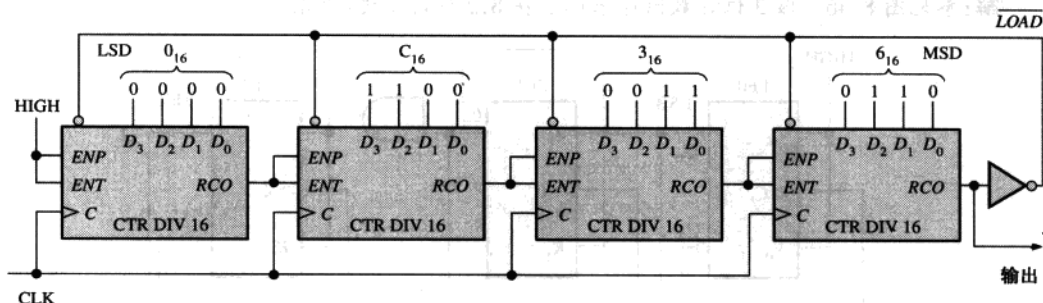 LOAD
LSD 0₁₆ C₁₆ 3₁₆ 6₁₆ MSD
0 0 0 0 1 1 0 0 0 0 1 1 0 1 1 0
HIGH
D₃ D₂ D₁ D₀ D₃ D₂ D₁ D₀ D₃ D₂ D₁ D₀ D₃ D₂ D₁ D₀
ENP ENP ENP ENP
ENT RCO ENT RCO ENT RCO ENT RCO
C C C C
CTR DIV 16 CTR DIV 16 CTR DIV 16 CTR DIV 16
输出
CLK